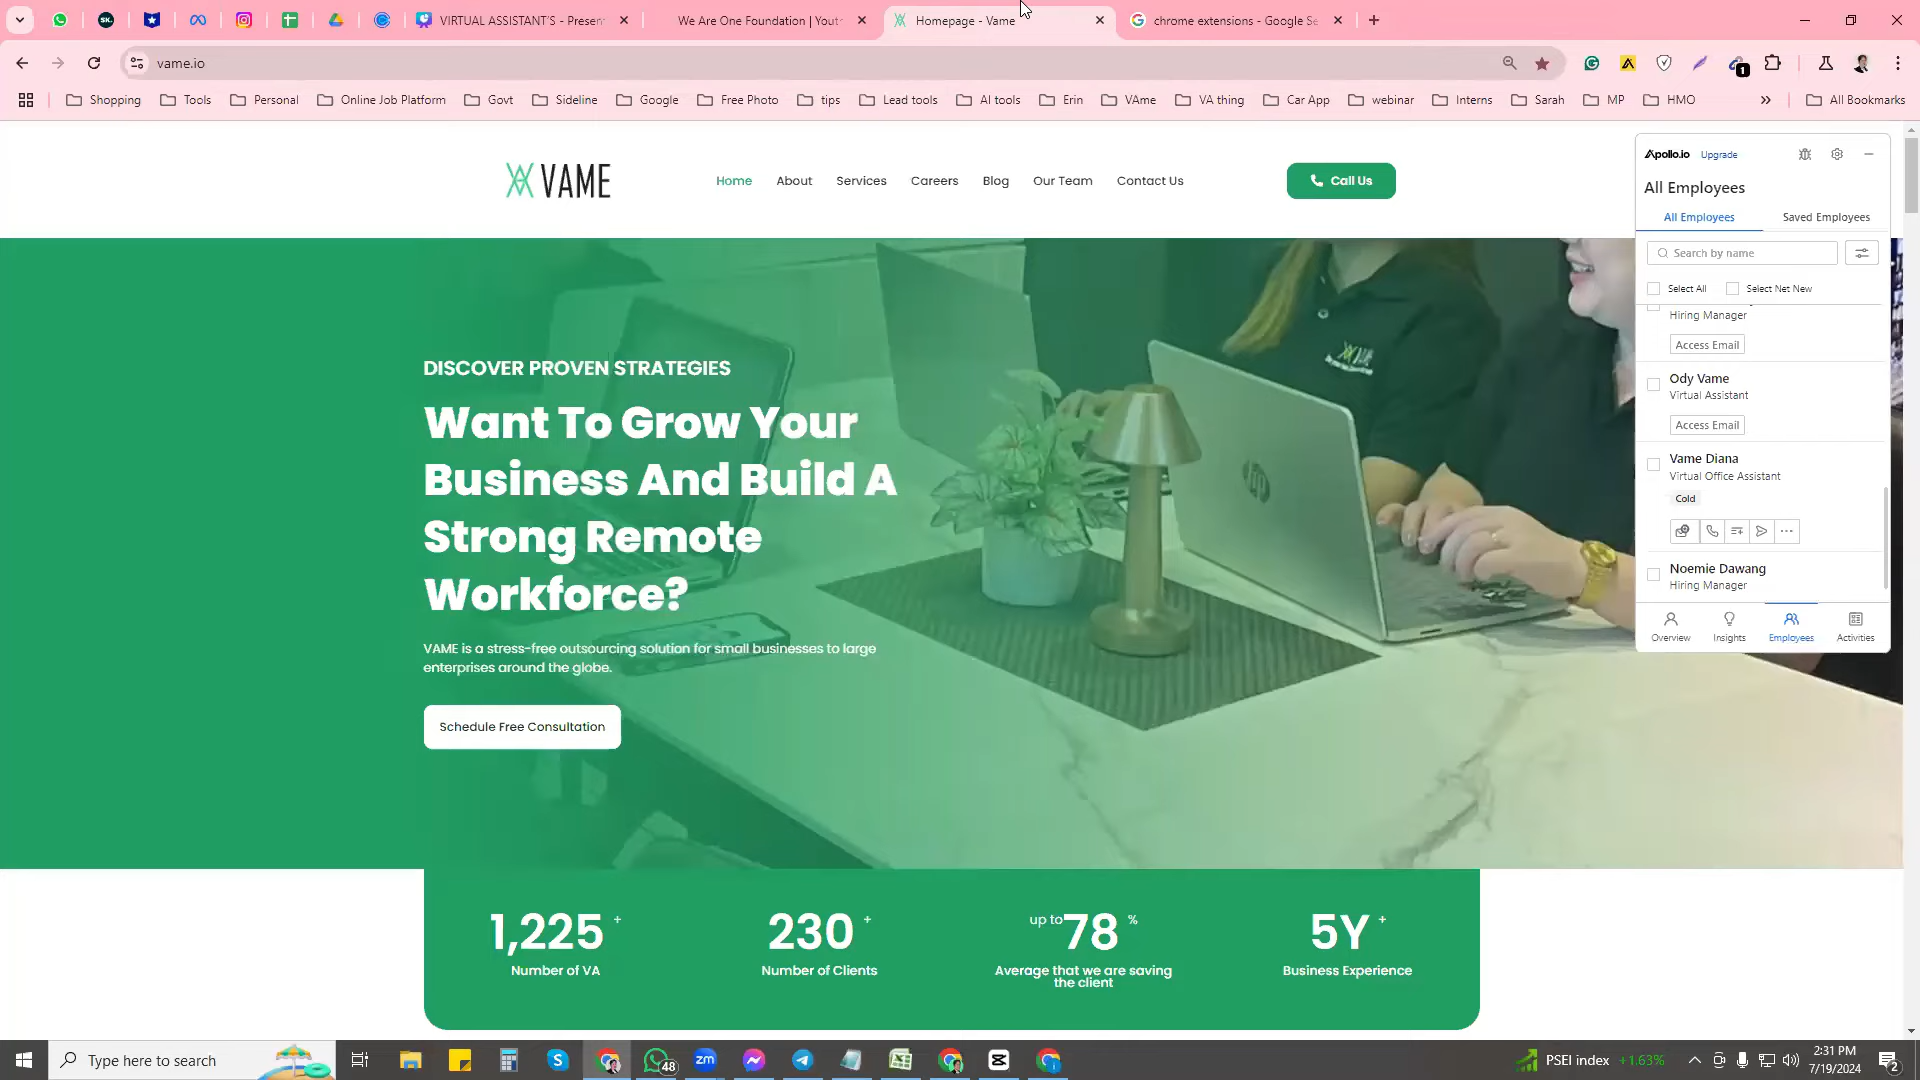 VIRTUAL ASSISTANT'S - Presen
We Are One Foundation | Yout
Homepage - Vame
chrome extensions - Google Se
vame.io
1
Shopping
Tools
Personal
Online Job Platform
Govt
Sideline
Google
Free Photo
tips
Lead tools
AI tools
Erin
VAme
VA thing
Car App
webinar
Interns
Sarah
MP
HMO
All Bookmarks
VAME
Home
About
Services
Careers
Blog
Our Team
Contact Us
Call Us
DISCOVER PROVEN STRATEGIES
Want To Grow Your
Business And Build A
Strong Remote
Workforce?
VAME is a stress-free outsourcing solution for small businesses to large
enterprises around the globe.
Schedule Free Consultation
1,225 +
Number of VA
230 +
Number of Clients
up to 78 %
Average that we are saving
the client
5Y +
Business Experience
Apollo.io
Upgrade
All Employees
All Employees
Saved Employees
Search by name
Select All
Select Net New
Hiring Manager
Access Email
Ody Vame
Virtual Assistant
Access Email
Vame Diana
Virtual Office Assistant
Cold
Noemie Dawang
Hiring Manager
Overview
Insights
Employees
Activities
Type here to search
48
PSEI index +1.63%
2:31 PM
7/19/2024
2